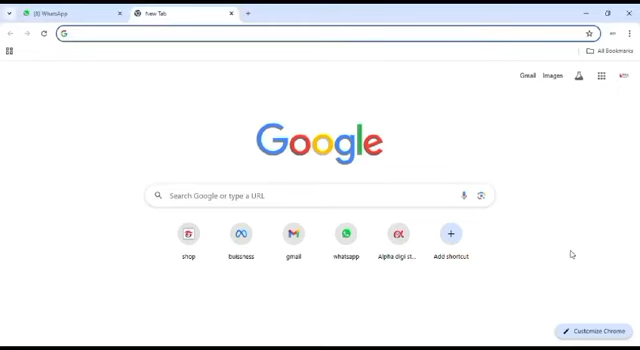 (8) WhatsApp
New Tab
All Bookmarks
Gmail Images
Google
Search Google or type a URL
shop
buissness
gmail
whatsapp
Alpha digi st...
Add shortcut
Customize Chrome